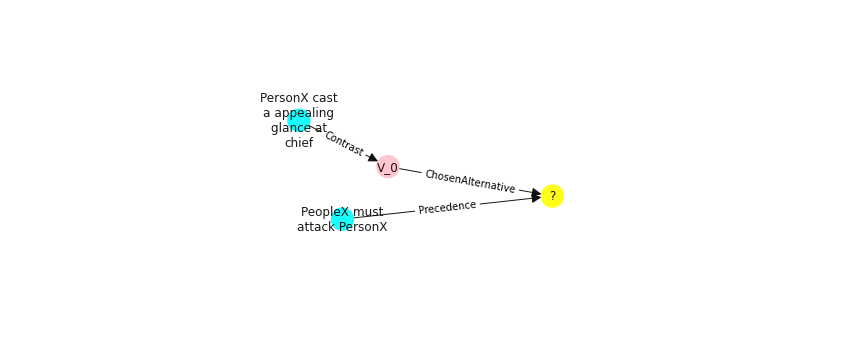 PersonX cast
a appealing
glance at
chief
Contrast
V_0
ChosenAlternative
?
Precedence
PeopleX must
attack PersonX